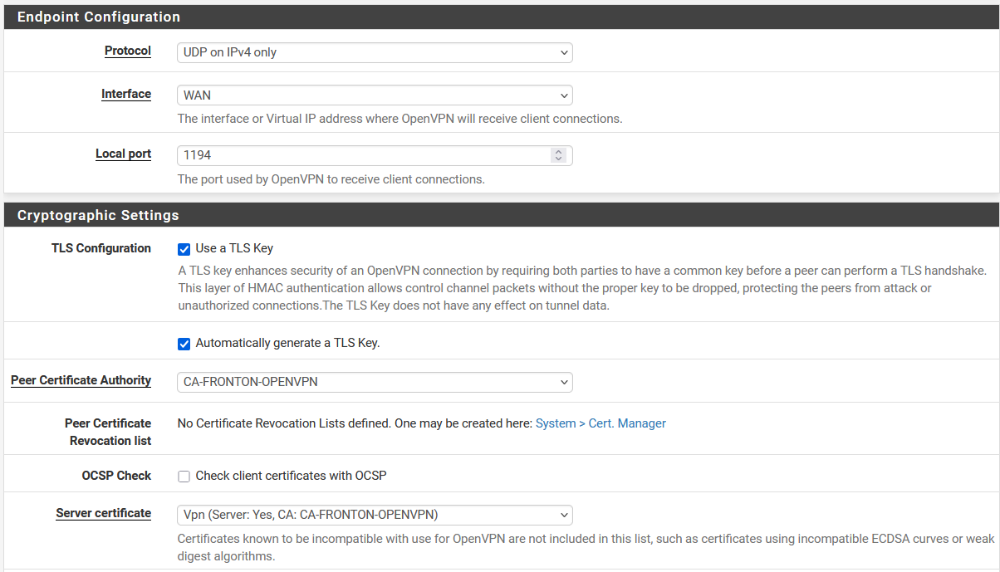 Endpoint Configuration
Protocol
UDP on IPv4 only
Interface
WAN
The interface or Virtual IP address where OpenVPN will receive client connections.
Local port
1194
The port used by OpenVPN to receive client connections.
Cryptographic Settings
TLS Configuration
Use a TLS Key
A TLS key enhances security of an OpenVPN connection by requiring both parties to have a common key before a peer can perform a TLS handshake.
This layer of HMAC authentication allows control channel packets without the proper key to be dropped, protecting the peers from attack or
unauthorized connections.The TLS Key does not have any effect on tunnel data.
Automatically generate a TLS Key.
Peer Certificate Authority
CA-FRONTON-OPENVPN
Peer Certificate
Revocation list
No Certificate Revocation Lists defined. One may be created here: System > Cert. Manager
OCSP Check
Check client certificates with OCSP
Server certificate
Vpn (Server: Yes, CA: CA-FRONTON-OPENVPN)
Certificates known to be incompatible with use for OpenVPN are not included in this list, such as certificates using incompatible ECDSA curves or weak
digest algorithms.